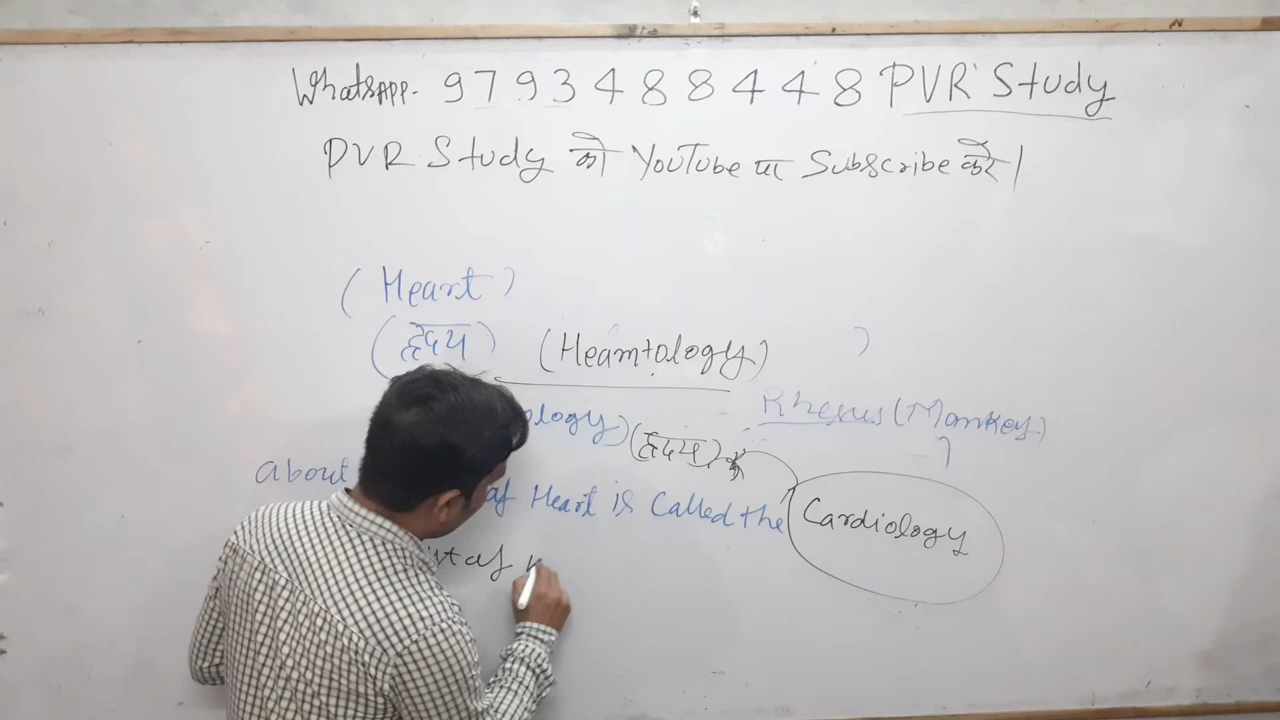 WhatsAPP. 9793488448 PVR Study
PVR Study को YouTube पा Subscribe करें।
(Heart)
(हृदय) (Heamtology)
ology) (हृदय) Rhesus (Monkey)
about of Heart is Called the Cardiology
of